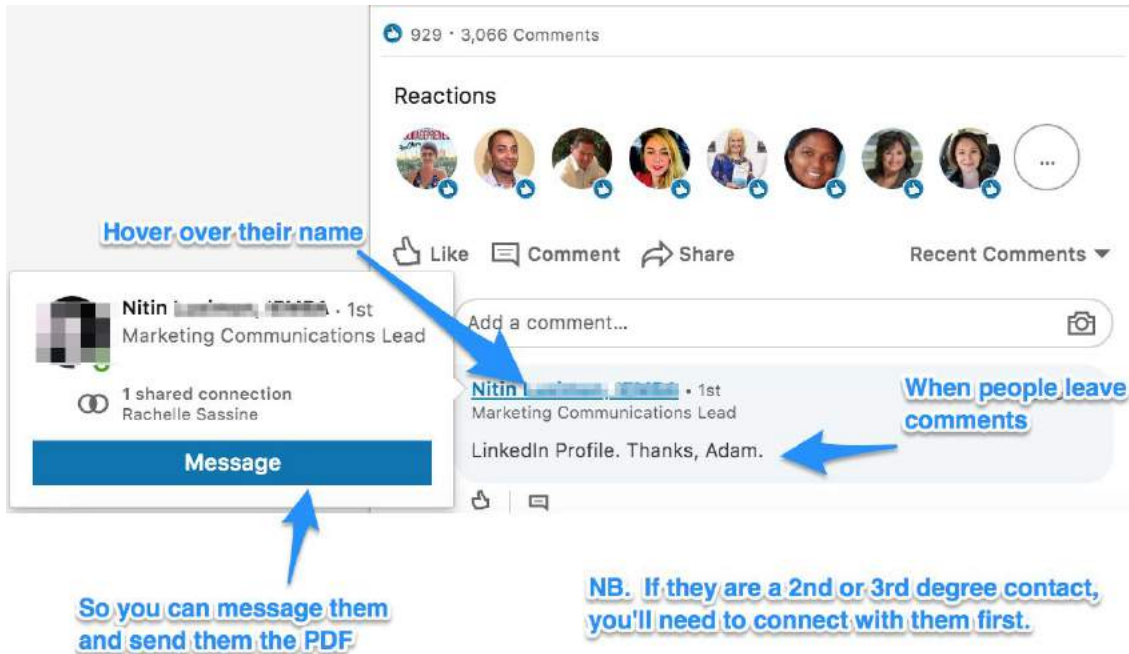 929 · 3,066 Comments
Reactions
...
Hover over their name
Like Comment Share Recent Comments
Nitin · 1st
Marketing Communications Lead
1 shared connection
Rachelle Sassine
Message
Add a comment...
Nitin · 1st
Marketing Communications Lead
LinkedIn Profile. Thanks, Adam.
When people leave
comments
So you can message them
and send them the PDF
NB. If they are a 2nd or 3rd degree contact,
you'll need to connect with them first.